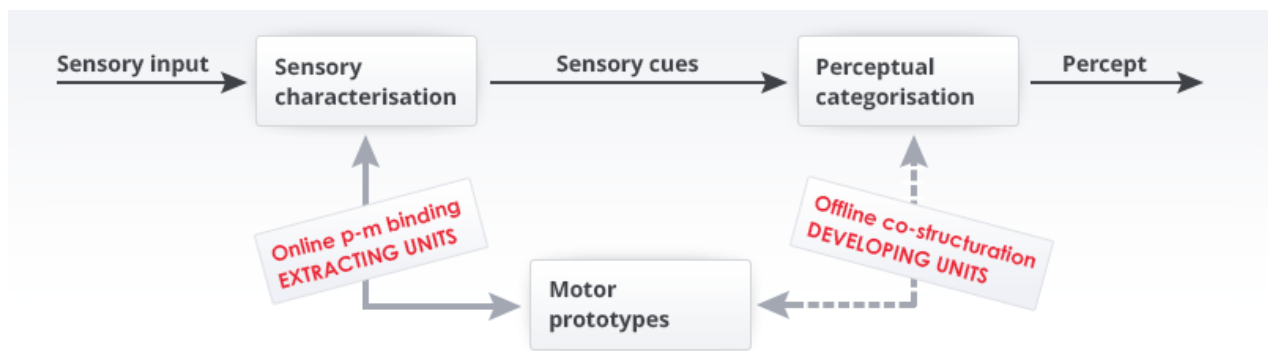 Sensory input
Sensory
characterisation
Sensory cues
Perceptual
categorisation
Percept
Online p-m binding
EXTRACTING UNITS
Offline co-structuration
DEVELOPING UNITS
Motor
prototypes